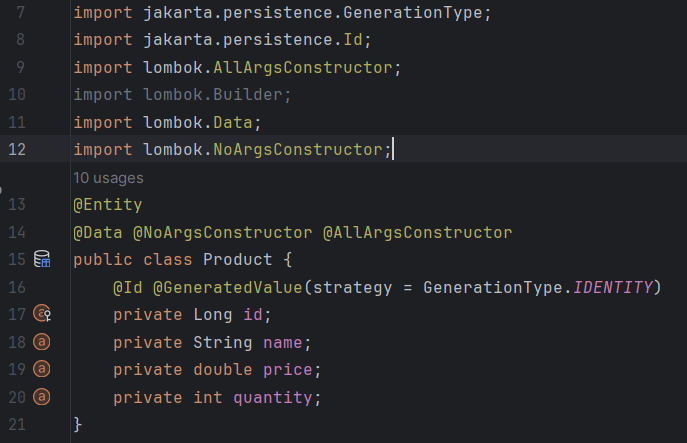 7 import jakarta.persistence.GenerationType;
8 import jakarta.persistence.Id;
9 import lombok.AllArgsConstructor;
10 import lombok.Builder;
11 import lombok.Data;
12 import lombok.NoArgsConstructor;
10 usages
13 @Entity
14 @Data @NoArgsConstructor @AllArgsConstructor
15 public class Product {
16 @Id @GeneratedValue(strategy = GenerationType.IDENTITY)
17 private Long id;
18 private String name;
19 private double price;
20 private int quantity;
21 }